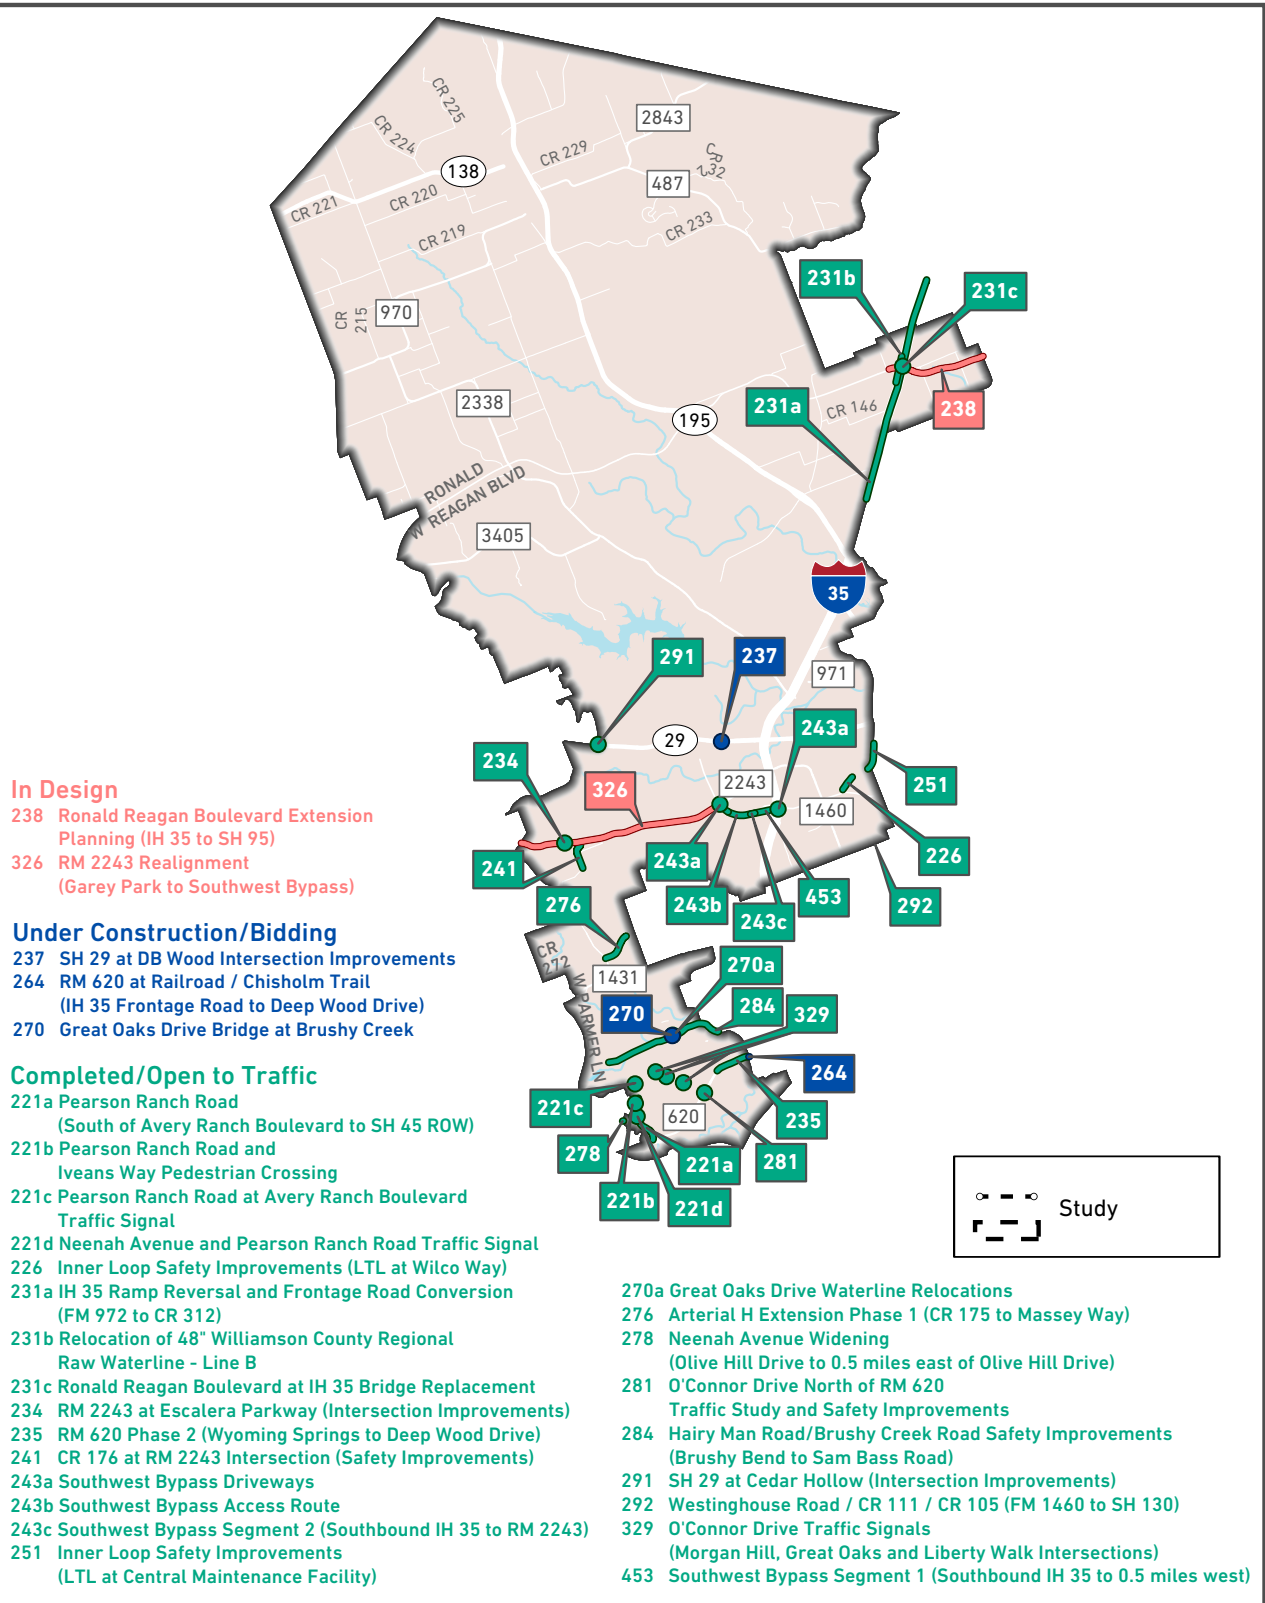 CR 225
CR 224
2843
CR 229
CR 232
138
487
CR 221
CR 220
CR 233
CR 219
231b
231c
970
CR 215
2338
195
231a
CR 146
238
W RONALD REAGAN BLVD
3405
35
291
237
971
243a
29
234
326
2243
251
1460
241
243a
226
243b
243c
453
292
276
CR 272
1431
270a
W PARMER LN
270
284
329
264
221c
620
235
278
221a
281
221b
221d
In Design
238 Ronald Reagan Boulevard Extension
Planning (IH 35 to SH 95)
326 RM 2243 Realignment
(Garey Park to Southwest Bypass)
Under Construction/Bidding
237 SH 29 at DB Wood Intersection Improvements
264 RM 620 at Railroad / Chisholm Trail
(IH 35 Frontage Road to Deep Wood Drive)
270 Great Oaks Drive Bridge at Brushy Creek
Completed/Open to Traffic
221a Pearson Ranch Road
(South of Avery Ranch Boulevard to SH 45 ROW)
221b Pearson Ranch Road and
Iveans Way Pedestrian Crossing
221c Pearson Ranch Road at Avery Ranch Boulevard
Traffic Signal
221d Neenah Avenue and Pearson Ranch Road Traffic Signal
226 Inner Loop Safety Improvements (LTL at Wilco Way)
231a IH 35 Ramp Reversal and Frontage Road Conversion
(FM 972 to CR 312)
231b Relocation of 48" Williamson County Regional
Raw Waterline - Line B
231c Ronald Reagan Boulevard at IH 35 Bridge Replacement
234 RM 2243 at Escalera Parkway (Intersection Improvements)
235 RM 620 Phase 2 (Wyoming Springs to Deep Wood Drive)
241 CR 176 at RM 2243 Intersection (Safety Improvements)
243a Southwest Bypass Driveways
243b Southwest Bypass Access Route
243c Southwest Bypass Segment 2 (Southbound IH 35 to RM 2243)
251 Inner Loop Safety Improvements
(LTL at Central Maintenance Facility)
Study
270a Great Oaks Drive Waterline Relocations
276 Arterial H Extension Phase 1 (CR 175 to Massey Way)
278 Neenah Avenue Widening
(Olive Hill Drive to 0.5 miles east of Olive Hill Drive)
281 O'Connor Drive North of RM 620
Traffic Study and Safety Improvements
284 Hairy Man Road/Brushy Creek Road Safety Improvements
(Brushy Bend to Sam Bass Road)
291 SH 29 at Cedar Hollow (Intersection Improvements)
292 Westinghouse Road / CR 111 / CR 105 (FM 1460 to SH 130)
329 O'Connor Drive Traffic Signals
(Morgan Hill, Great Oaks and Liberty Walk Intersections)
453 Southwest Bypass Segment 1 (Southbound IH 35 to 0.5 miles west)